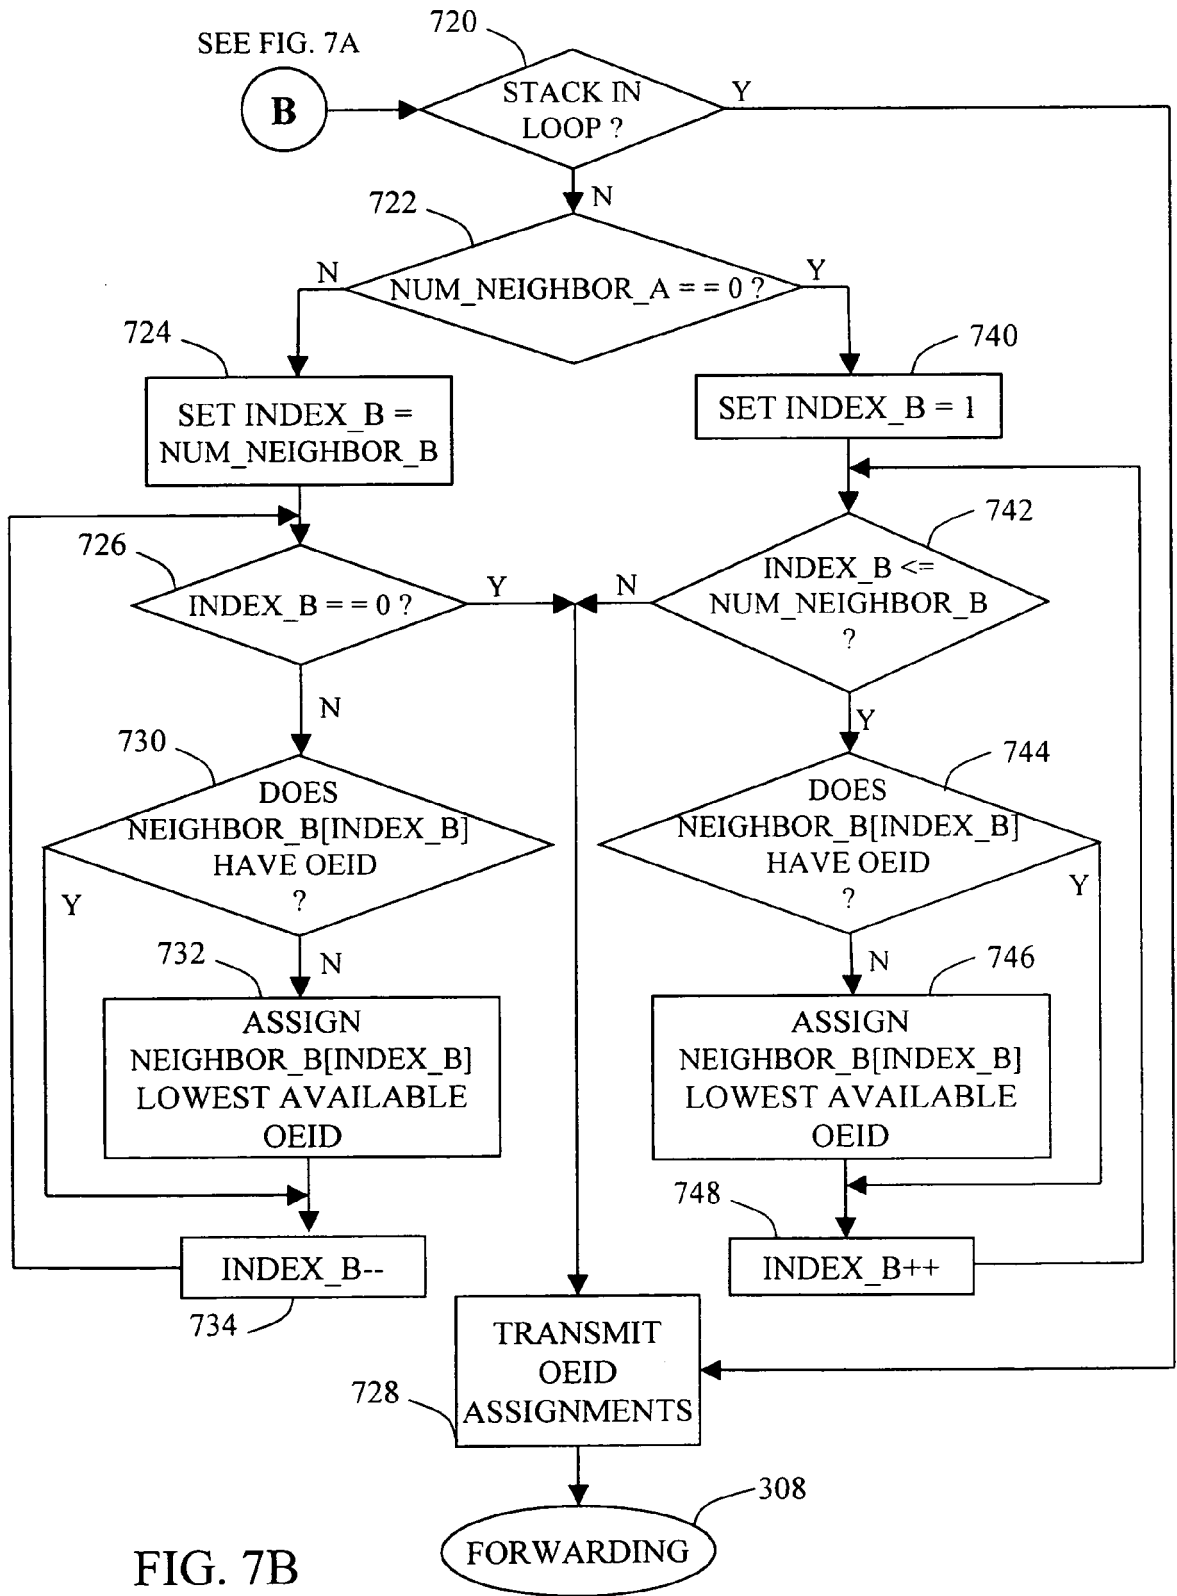 720
SEE FIG. 7A
B
STACK IN
LOOP ?
Y
N
722
NUM_NEIGHBOR_A = = 0 ?
N
Y
724
740
SET INDEX_B =
NUM_NEIGHBOR_B
SET INDEX_B = 1
726
742
INDEX_B = = 0 ?
Y
N
INDEX_B <=
NUM_NEIGHBOR_B
?
N
Y
730
744
DOES
NEIGHBOR_B[INDEX_B]
HAVE OEID
?
DOES
NEIGHBOR_B[INDEX_B]
HAVE OEID
?
Y
Y
N
N
732
746
ASSIGN
NEIGHBOR_B[INDEX_B]
LOWEST AVAILABLE
OEID
ASSIGN
NEIGHBOR_B[INDEX_B]
LOWEST AVAILABLE
OEID
748
INDEX_B--
INDEX_B++
734
TRANSMIT
OEID
ASSIGNMENTS
728
308
FORWARDING
FIG. 7B